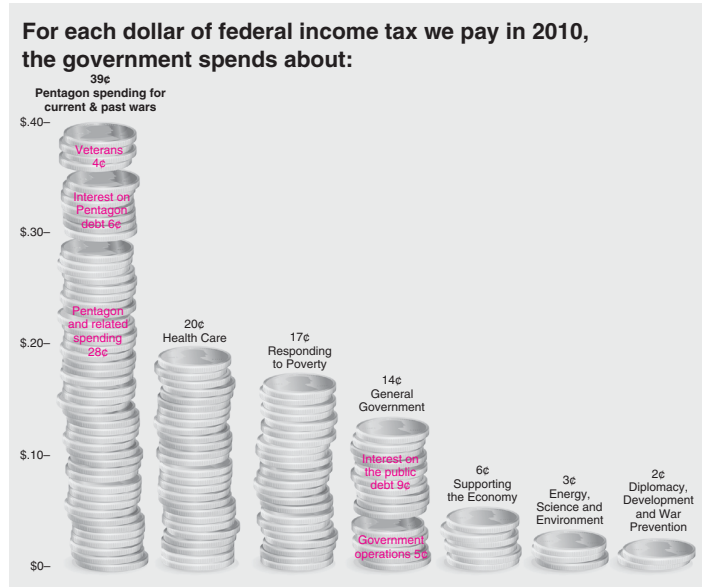 For each dollar of federal income tax we pay in 2010,
the government spends about:
39¢
Pentagon spending for
current & past wars
$.40–
$.30–
$.20–
$.10–
$0–
Veterans
4¢
Interest on
Pentagon
debt 6¢
Pentagon
and related
spending
28¢
20¢
Health Care
17¢
Responding
to Poverty
14¢
General
Government
Interest on
the public
debt 9¢
Government
operations 5¢
6¢
Supporting
the Economy
3¢
Energy,
Science and
Environment
2¢
Diplomacy,
Development
and War
Prevention